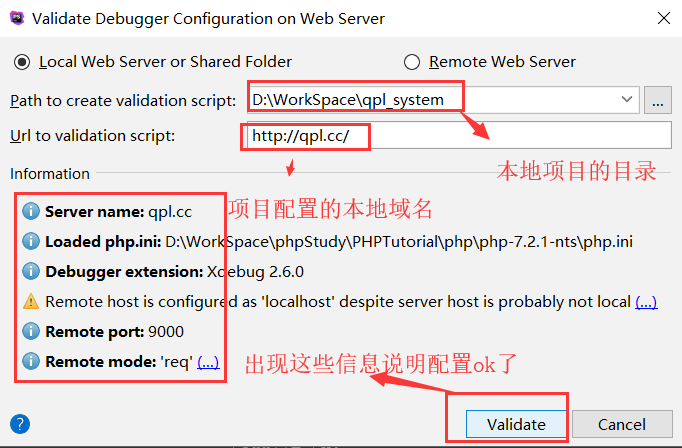 Validate Debugger Configuration on Web Server
Local Web Server or Shared Folder
Remote Web Server
Path to create validation script:
D:\WorkSpace\qpl_system
...
Url to validation script:
http://qpl.cc/
本地项目的目录
Information
Server name: qpl.cc
项目配置的本地域名
Loaded php.ini: D:\WorkSpace\phpStudy\PHPTutorial\php\php-7.2.1-nts\php.ini
Debugger extension: Xdebug 2.6.0
Remote host is configured as 'localhost' despite server host is probably not local (...)
Remote port: 9000
Remote mode: 'req' (...)
出现这些信息说明配置ok了
?
Validate
Cancel